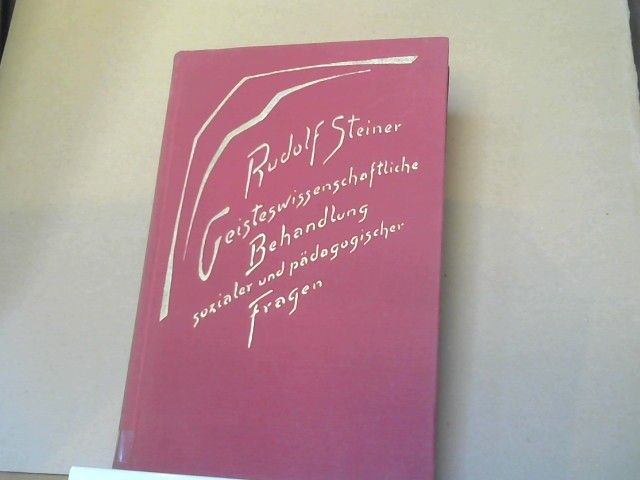 Rudolf Steiner
Geisteswissenschaftliche
Behandlung
sozialer und pädagogischer
Fragen